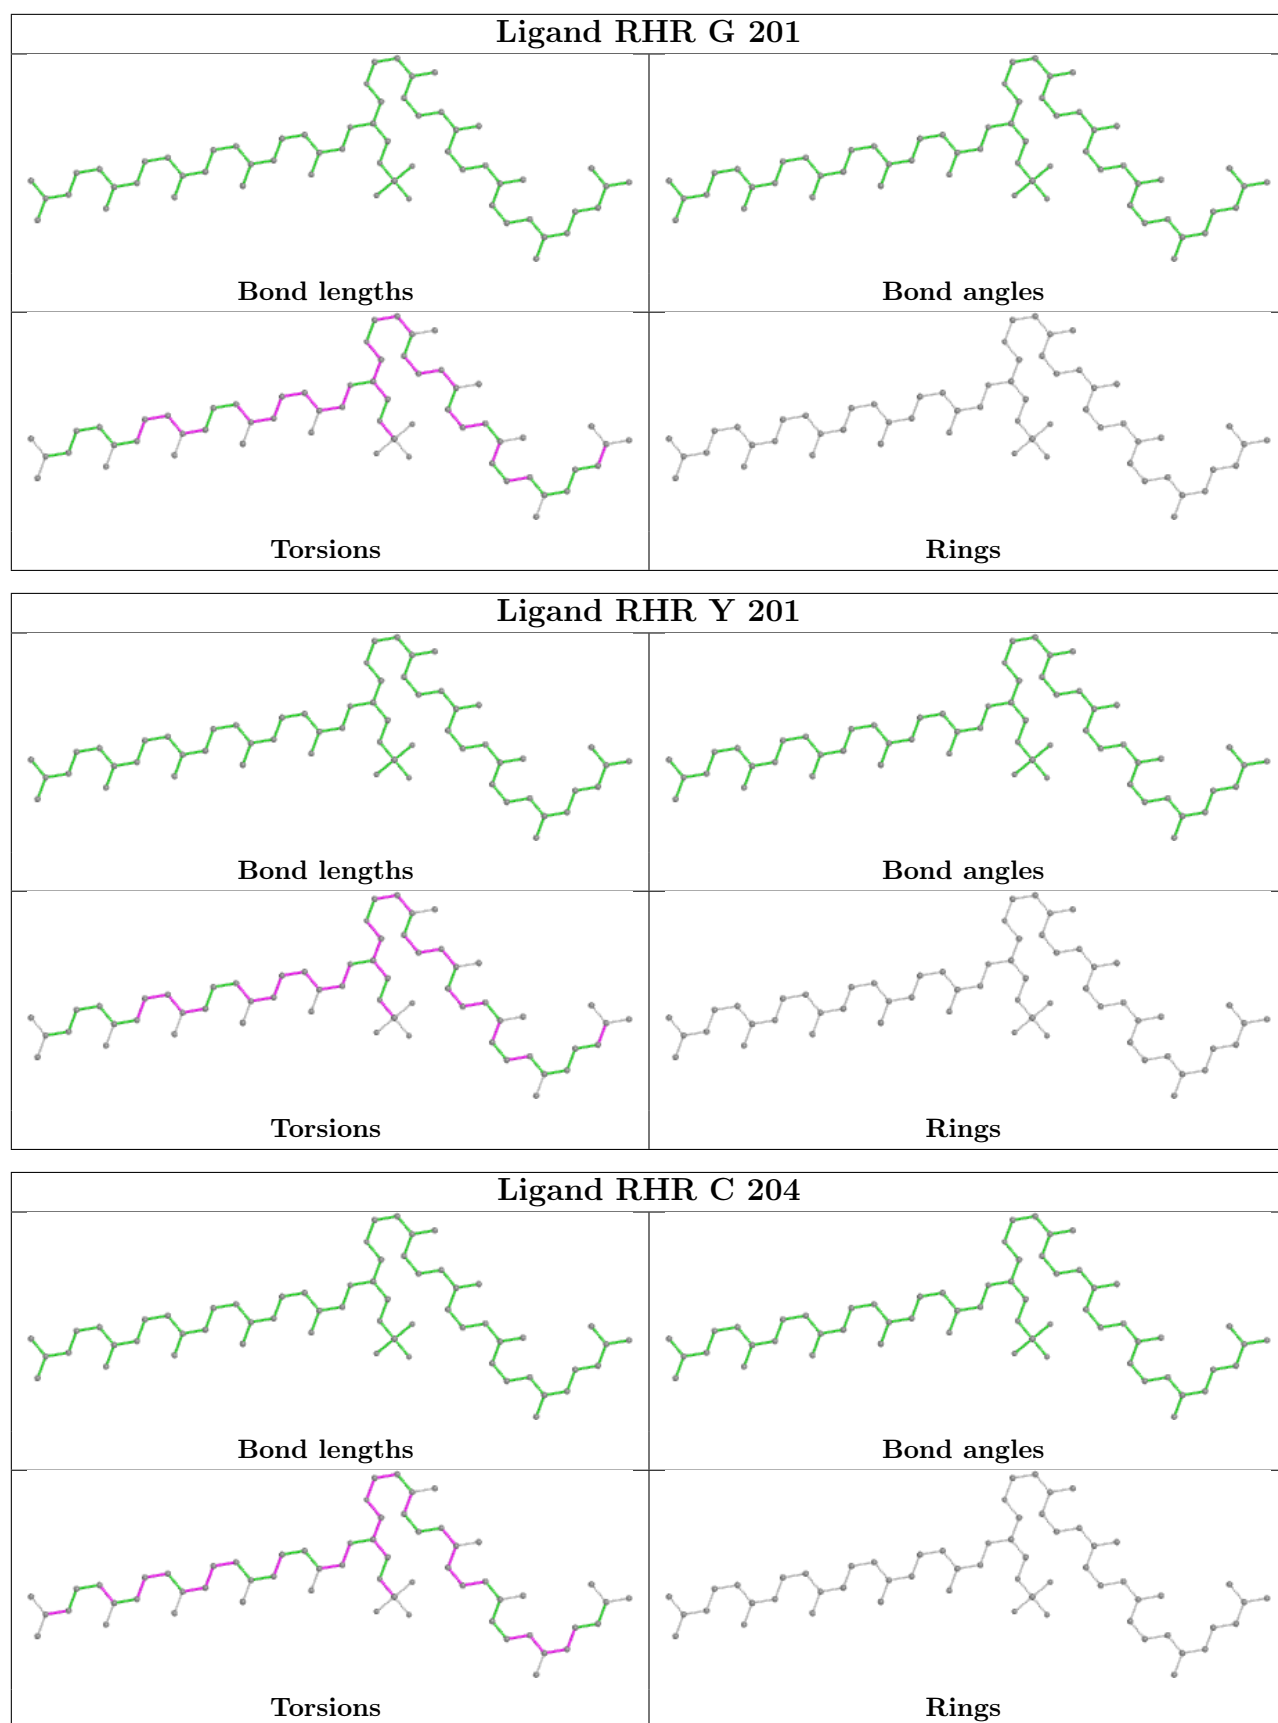 Ligand RHR G 201
Bond lengths
Bond angles
Torsions
Rings
Ligand RHR Y 201
Bond lengths
Bond angles
Torsions
Rings
Ligand RHR C 204
Bond lengths
Bond angles
Torsions
Rings